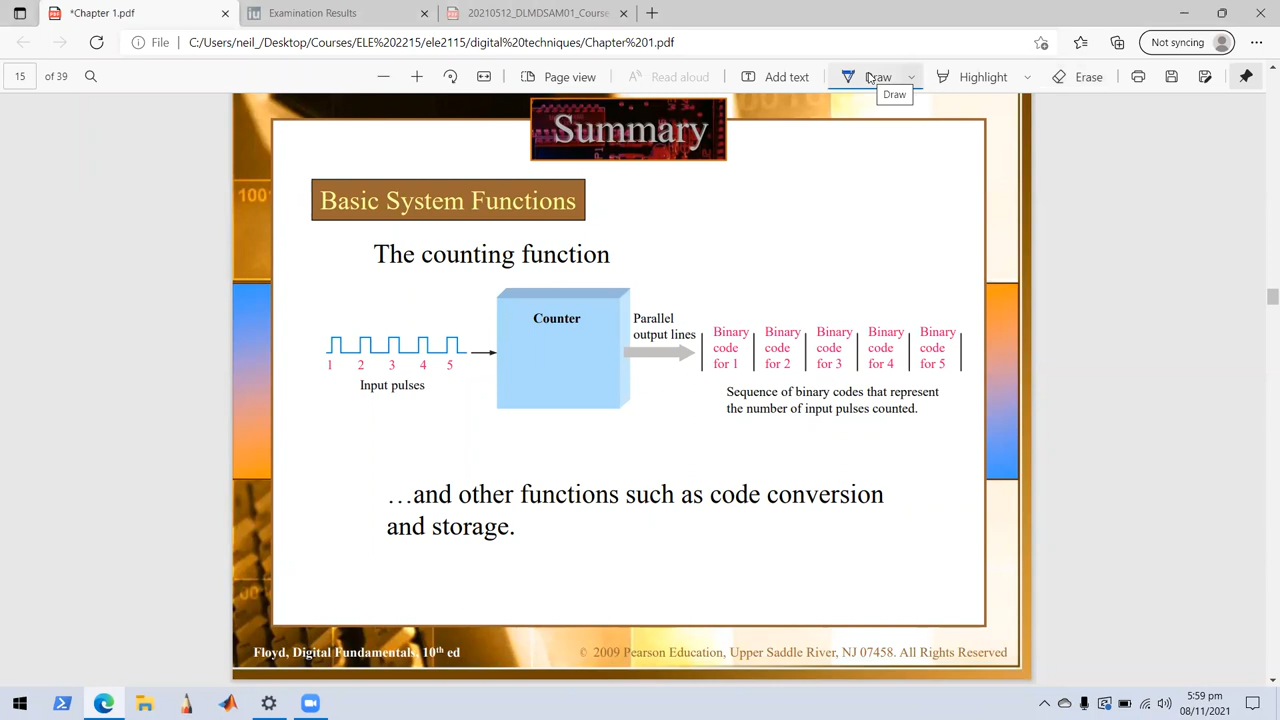 *Chapter 1.pdf
Examination Results
20210512_DLMDSAM01_Course
File
C:/Users/neil_/Desktop/Courses/ELE%202215/ele2115/digital%20techniques/Chapter%201.pdf
Not syncing
15 of 39
Page view
Read aloud
Add text
Draw
Highlight
Erase
Draw
Summary
Basic System Functions
The counting function
Counter
Parallel
output lines
Binary code for 1
Binary code for 2
Binary code for 3
Binary code for 4
Binary code for 5
1 2 3 4 5
Input pulses
Sequence of binary codes that represent
the number of input pulses counted.
…and other functions such as code conversion
and storage.
Floyd, Digital Fundamentals, 10th ed
© 2009 Pearson Education, Upper Saddle River, NJ 07458. All Rights Reserved
5:59 pm
08/11/2021